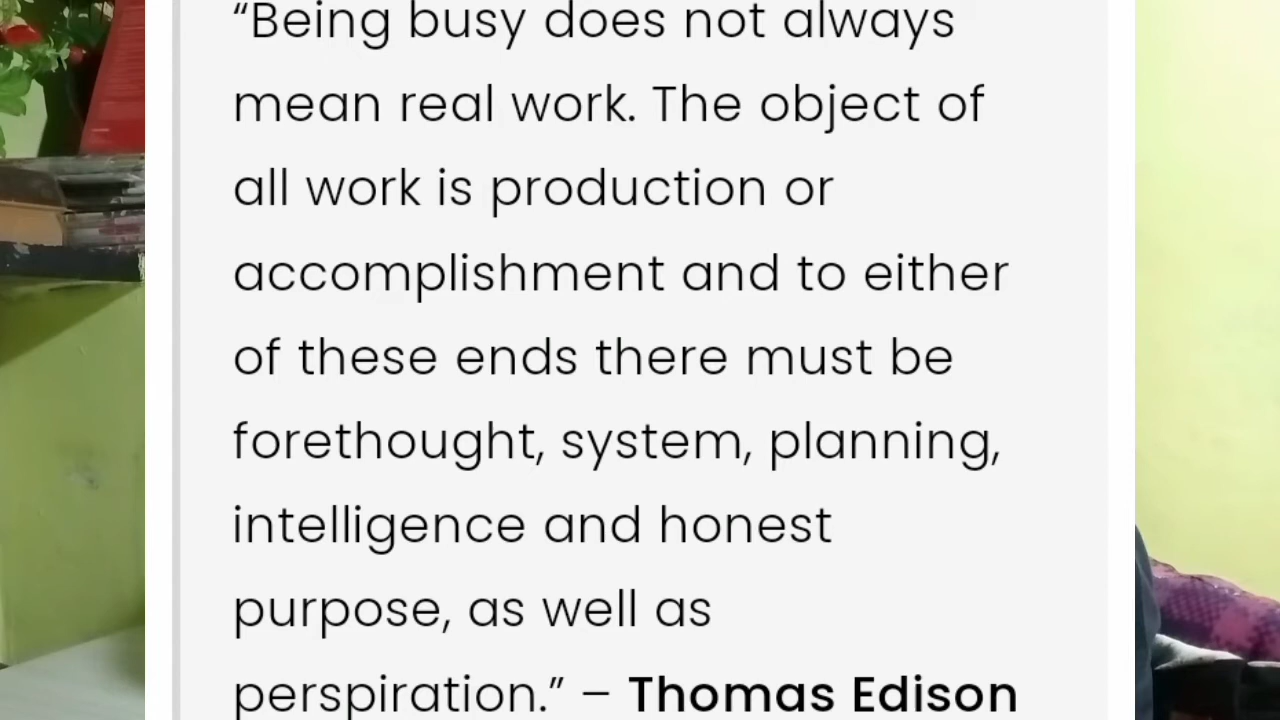 “Being busy does not always
mean real work. The object of
all work is production or
accomplishment and to either
of these ends there must be
forethought, system, planning,
intelligence and honest
purpose, as well as
perspiration.” – Thomas Edison